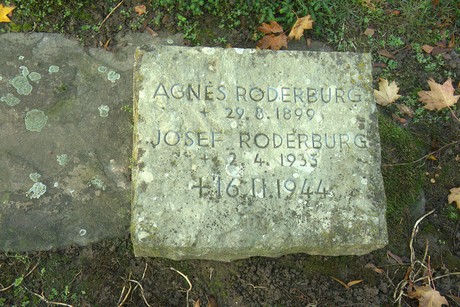 AGNES RODERBURG
+ 29.8.1899
JOSEF RODERBURG
+ 2.4.1933
+ 16.11.1944